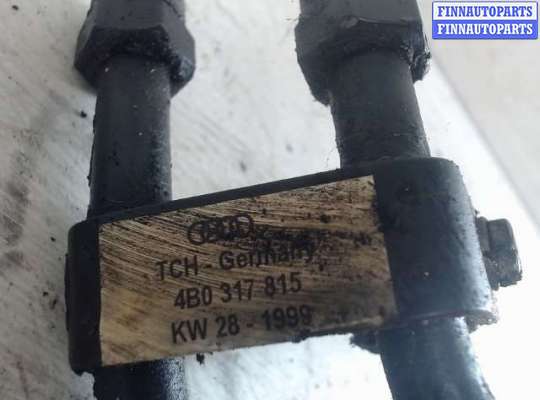 FINNAUTOPARTS
FINNAUTOPARTS
TCH - Germany
4B0 317 815
KW 28 - 1999